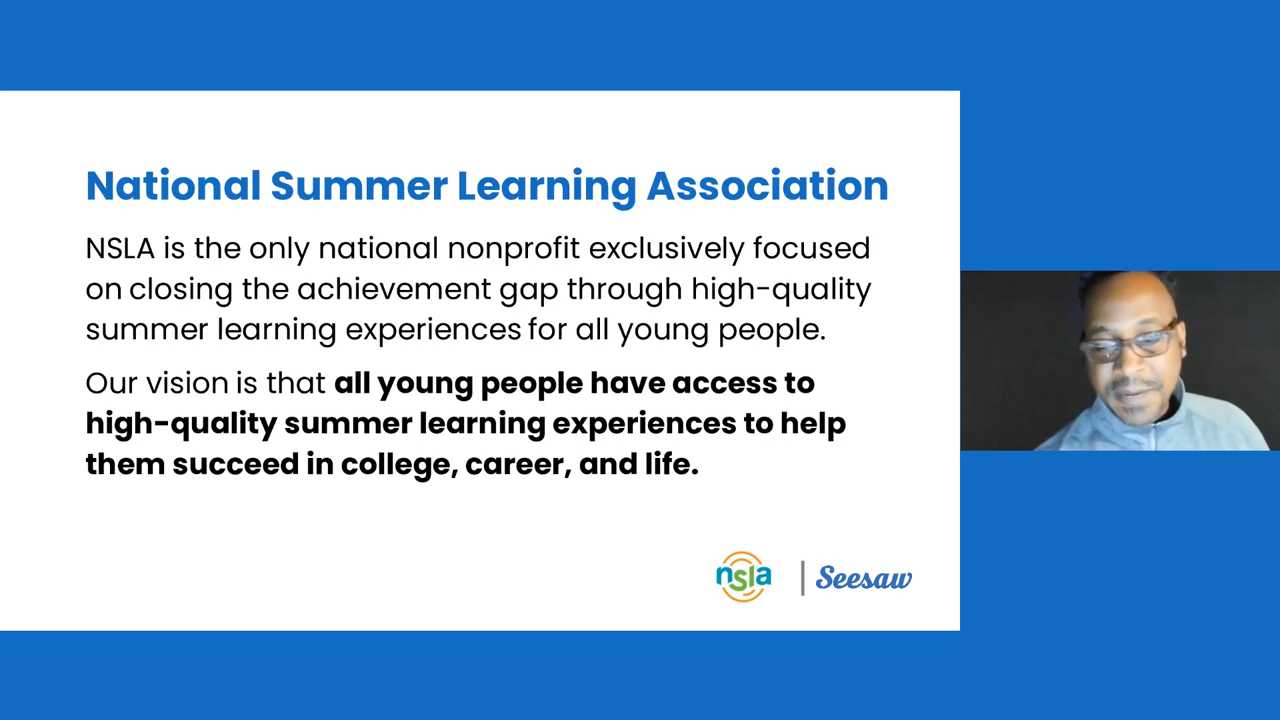 National Summer Learning Association
NSLA is the only national nonprofit exclusively focused
on closing the achievement gap through high-quality
summer learning experiences for all young people.
Our vision is that all young people have access to
high-quality summer learning experiences to help
them succeed in college, career, and life.
nsla | Seesaw